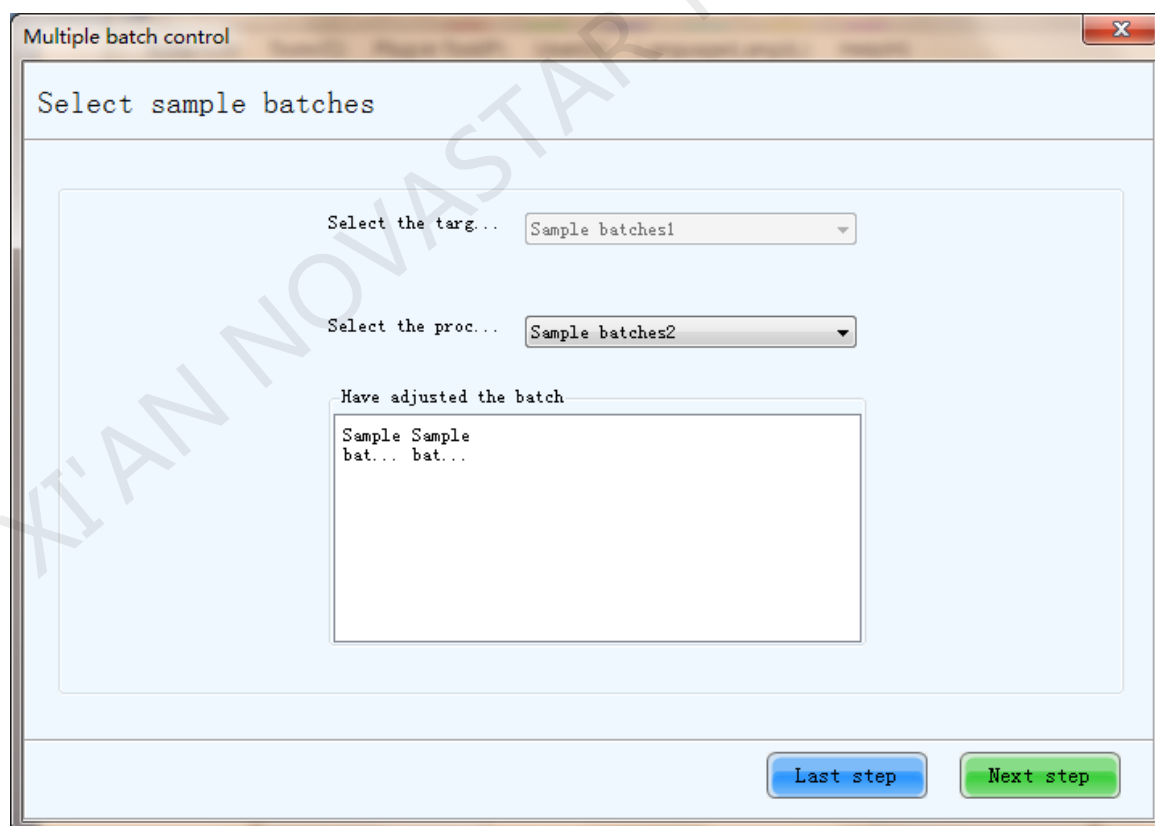 Multiple batch control
Select sample batches
Select the targ... Sample batches1
Select the proc... Sample batches2
Have adjusted the batch
Sample Sample
bat... bat...
Last step Next step
XI'AN NOVASTAR